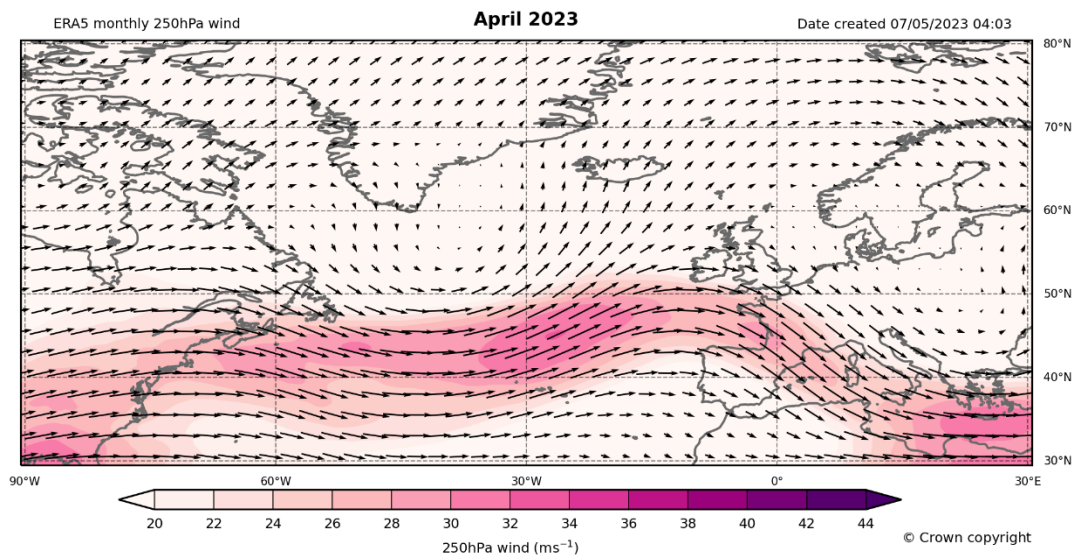 ERA5 monthly 250hPa wind
April 2023
Date created 07/05/2023 04:03
80°N
70°N
60°N
50°N
40°N
30°N
90°W 60°W 30°W 0° 30°E
20 22 24 26 28 30 32 34 36 38 40 42 44
250hPa wind (ms⁻¹)
© Crown copyright